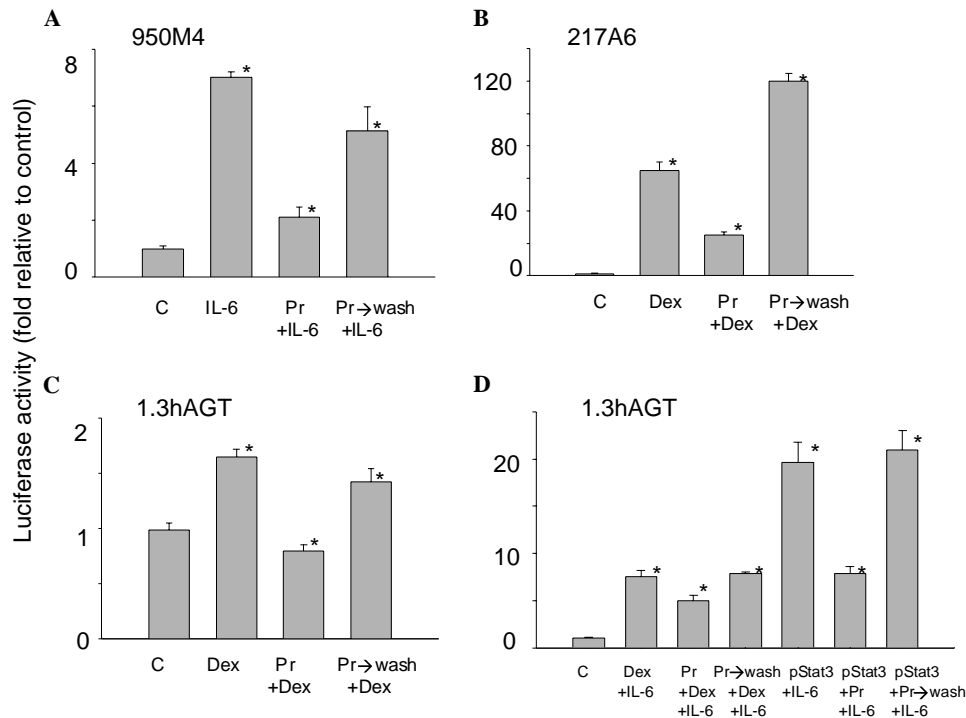 Luciferase activity (fold relative to control)
A
950M4
8
4
0
*
*
*
C
IL-6
Pr
+IL-6
Pr→wash
+IL-6
B
217A6
120
80
40
0
*
*
*
C
Dex
Pr
+Dex
Pr→wash
+Dex
C
1.3hAGT
2
1
0
*
*
*
C
Dex
Pr
+Dex
Pr→wash
+Dex
D
1.3hAGT
20
10
0
*
*
*
*
*
*
C
Dex
+IL-6
Pr
+Dex
+IL-6
Pr→wash
+Dex
+IL-6
pStat3
+IL-6
pStat3
+Pr
+IL-6
pStat3
+Pr→wash
+IL-6